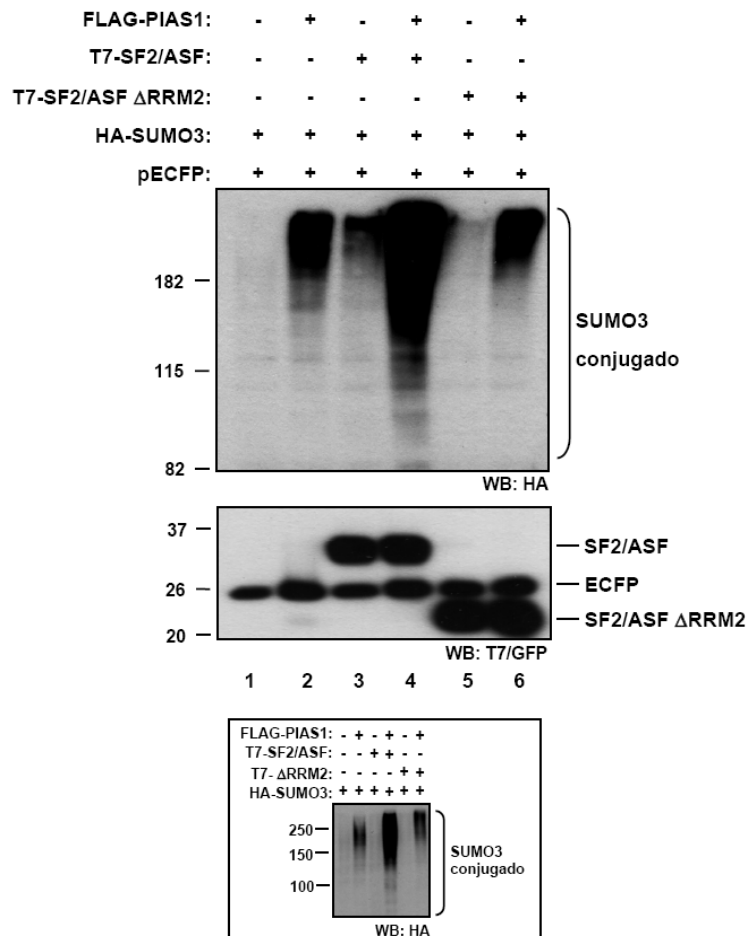 FLAG-PIAS1: - + - + - +
T7-SF2/ASF: - - + + - -
T7-SF2/ASF ΔRRM2: - - - - + +
HA-SUMO3: + + + + + +
pECFP: + + + + + +
182
SUMO3
conjugado
115
82
WB: HA
37
SF2/ASF
26
ECFP
SF2/ASF ΔRRM2
20
WB: T7/GFP
1 2 3 4 5 6
FLAG-PIAS1: - + - + - +
T7-SF2/ASF: - - + + - -
T7- ΔRRM2: - - - - + +
HA-SUMO3: + + + + + +
250
150
SUMO3
conjugado
100
WB: HA